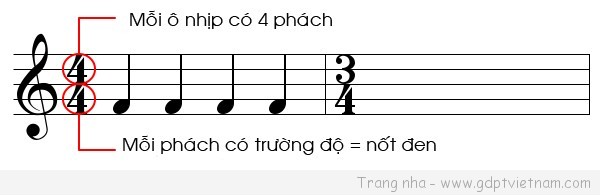 Mỗi ô nhịp có 4 phách
4 3
4 4
Mỗi phách có trường độ = nốt đen
Trang nha - www.gdptvietnam.com